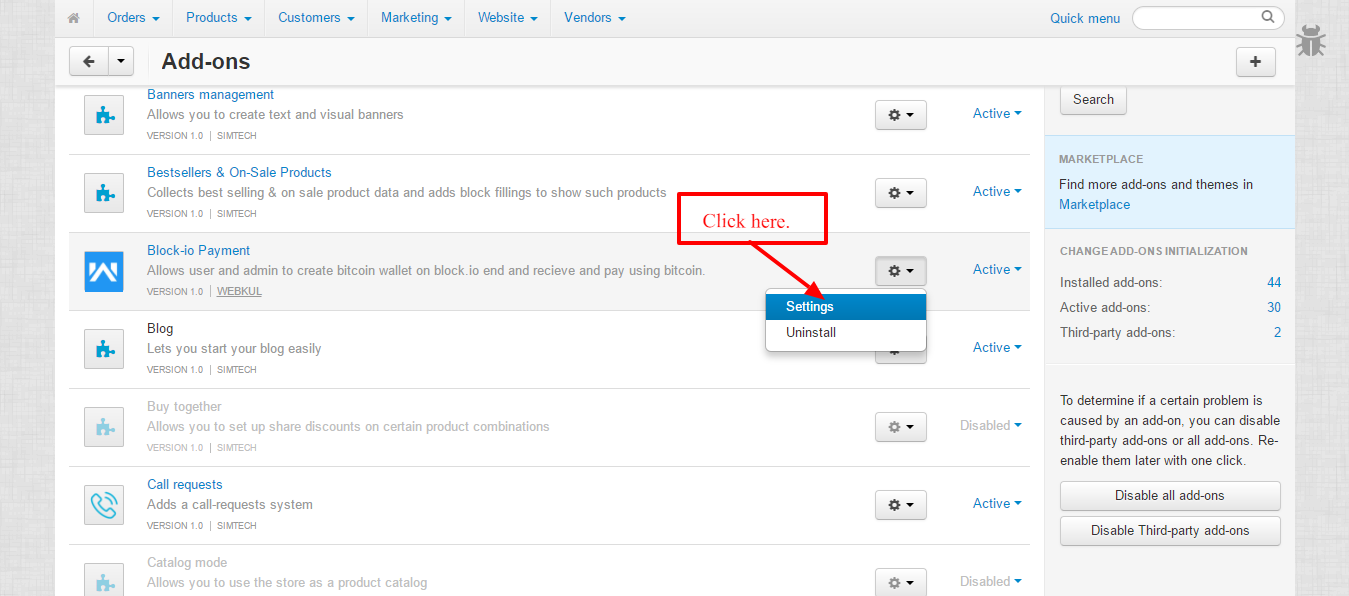 Orders
Products
Customers
Marketing
Website
Vendors
Quick menu
Add-ons
+
Banners management
Allows you to create text and visual banners
VERSION 1.0 | SIMTECH
Active
Bestsellers & On-Sale Products
Collects best selling & on sale product data and adds block fillings to show such products
VERSION 1.0 | SIMTECH
Active
Click here.
Block-io Payment
Allows user and admin to create bitcoin wallet on block.io end and recieve and pay using bitcoin.
VERSION 1.0 | WEBKUL
Active
Settings
Uninstall
Blog
Lets you start your blog easily
VERSION 1.0 | SIMTECH
Active
Buy together
Allows you to set up share discounts on certain product combinations
VERSION 1.0 | SIMTECH
Disabled
Call requests
Adds a call-requests system
VERSION 1.0 | SIMTECH
Active
Catalog mode
Allows you to use the store as a product catalog
Disabled
Search
MARKETPLACE
Find more add-ons and themes in
Marketplace
CHANGE ADD-ONS INITIALIZATION
Installed add-ons: 44
Active add-ons: 30
Third-party add-ons: 2
To determine if a certain problem is
caused by an add-on, you can disable
third-party add-ons or all add-ons. Re-
enable them later with one click.
Disable all add-ons
Disable Third-party add-ons